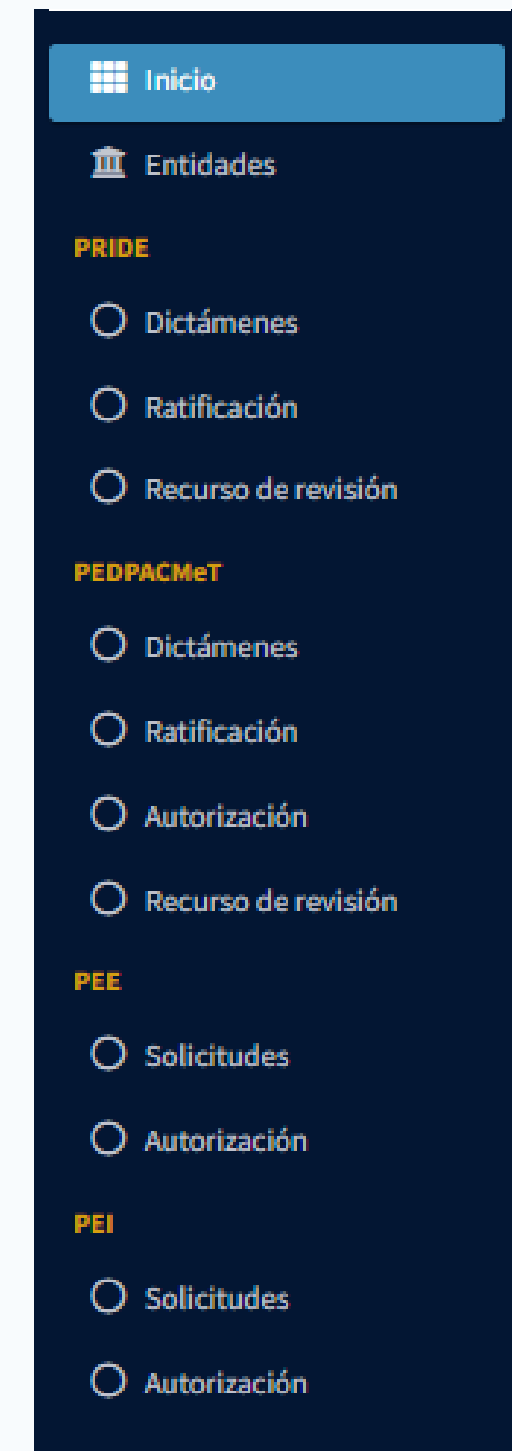 Inicio
Entidades
PRIDE
Dictámenes
Ratificación
Recurso de revisión
PEDPACMeT
Dictámenes
Ratificación
Autorización
Recurso de revisión
PEE
Solicitudes
Autorización
PEI
Solicitudes
Autorización